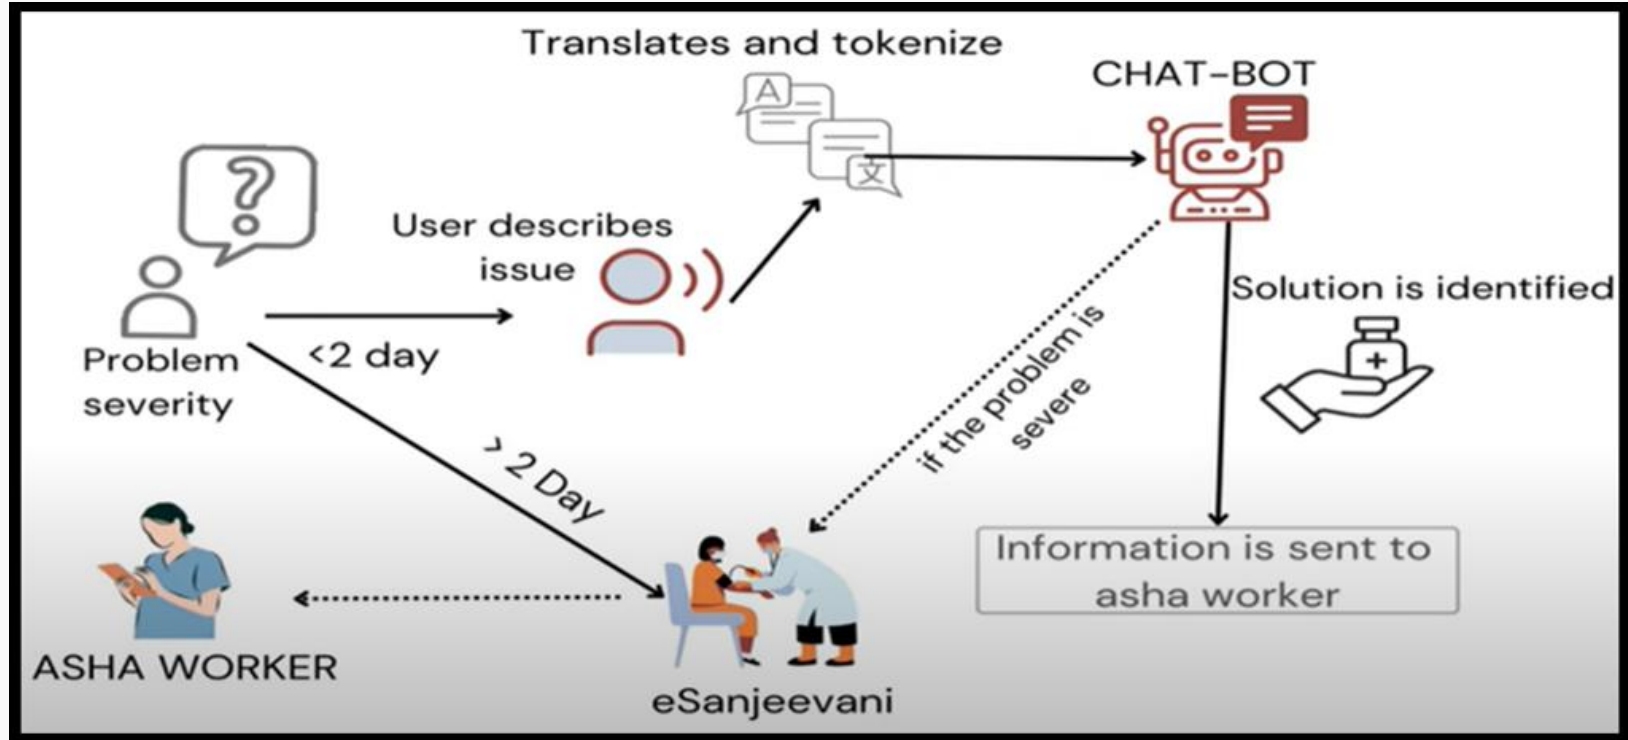 Translates and tokenize
CHAT-BOT
?
A
文
User describes
issue
Problem
severity
<2 day
> 2 Day
if the problem is
severe
Solution is identified
Information is sent to
asha worker
ASHA WORKER
eSanjeevani